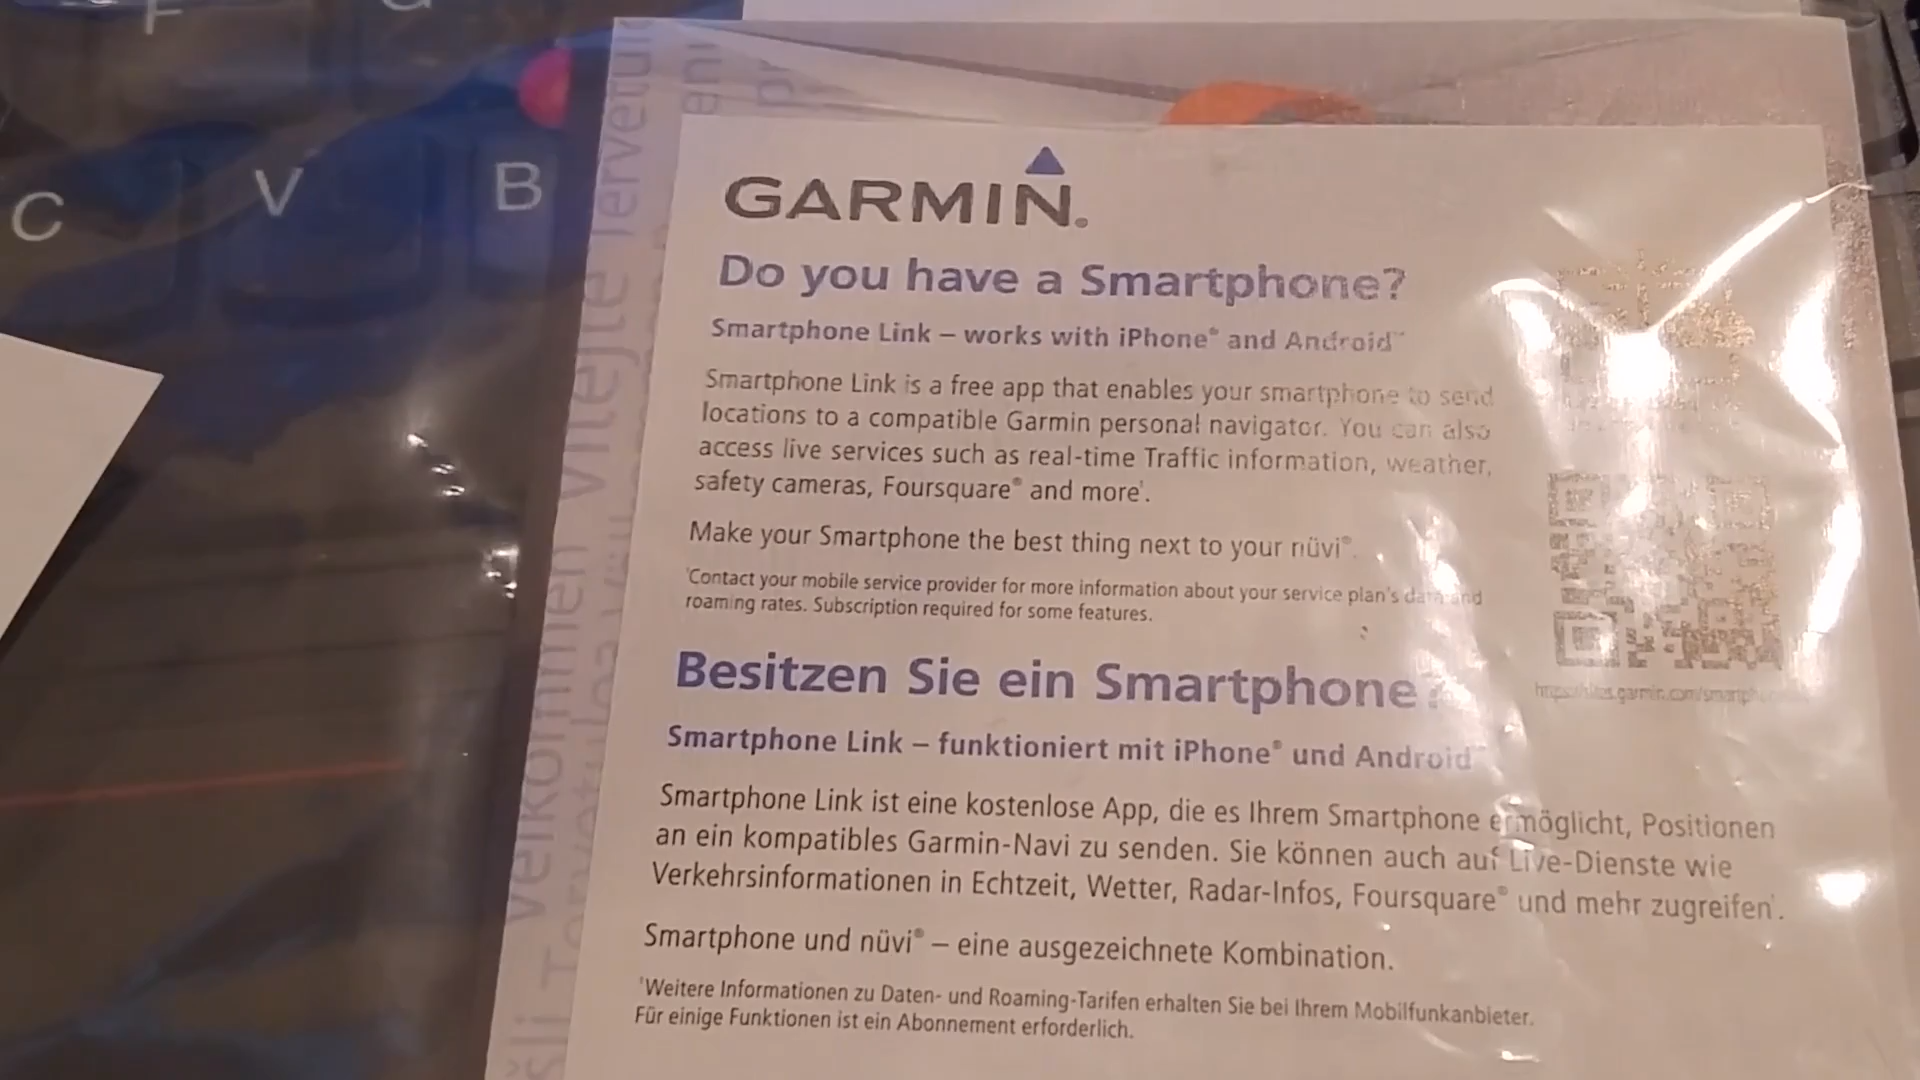 F G
C V B
GARMIN
Do you have a Smartphone?
Smartphone Link – works with iPhone® and Android™
Smartphone Link is a free app that enables your smartphone to send
locations to a compatible Garmin personal navigator. You can also
access live services such as real-time Traffic information, weather,
safety cameras, Foursquare® and more¹.
Make your Smartphone the best thing next to your nüvi®.
¹Contact your mobile service provider for more information about your service plan's data and
roaming rates. Subscription required for some features.
Besitzen Sie ein Smartphone?
Smartphone Link – funktioniert mit iPhone® und Android™
Smartphone Link ist eine kostenlose App, die es Ihrem Smartphone ermöglicht, Positionen
an ein kompatibles Garmin-Navi zu senden. Sie können auch auf Live-Dienste wie
Verkehrsinformationen in Echtzeit, Wetter, Radar-Infos, Foursquare® und mehr zugreifen¹.
Smartphone und nüvi® – eine ausgezeichnete Kombination.
¹Weitere Informationen zu Daten- und Roaming-Tarifen erhalten Sie bei Ihrem Mobilfunkanbieter.
Für einige Funktionen ist ein Abonnement erforderlich.
Velkommen Vítejte